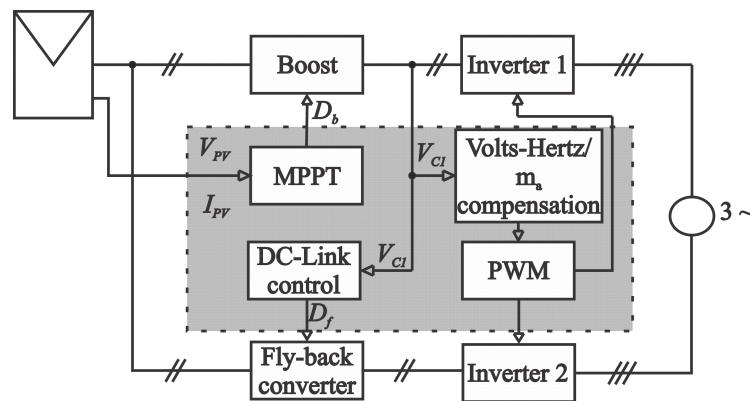 Boost
Inverter 1
D_b
V_PV
MPPT
I_PV
V_C1
Volts-Hertz/
m_a
compensation
3 ~
DC-Link
control
V_C1
PWM
D_f
Fly-back
converter
Inverter 2